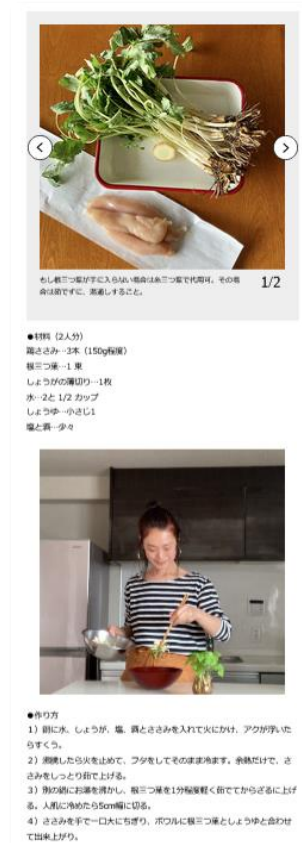 もし根三つ葉が手に入らない場合は糸三つ葉で代用可。その場
合は茹でずに、湯通しすること。
1/2
●材料（2人分）
鶏ささみ…3本（150g程度）
根三つ葉…1 束
しょうがの薄切り…1枚
水…2と 1/2 カップ
しょうゆ…小さじ1
塩と酒…少々
●作り方
1）鍋に水、しょうが、塩、酒とささみを入れて火にかけ、アクが浮いた
らすくう。
2）沸騰したら火を止めて、フタをしてそのまま冷ます。余熱だけで、さ
さみをしっとり茹で上げる。
3）別の鍋にお湯を沸かし、根三つ葉を1分程度軽く茹でてからざるに上げ
る。人肌に冷めたら5cm幅に切る。
4）ささみを手で一口大にちぎり、ボウルに根三つ葉としょうゆと合わせ
て出来上がり。